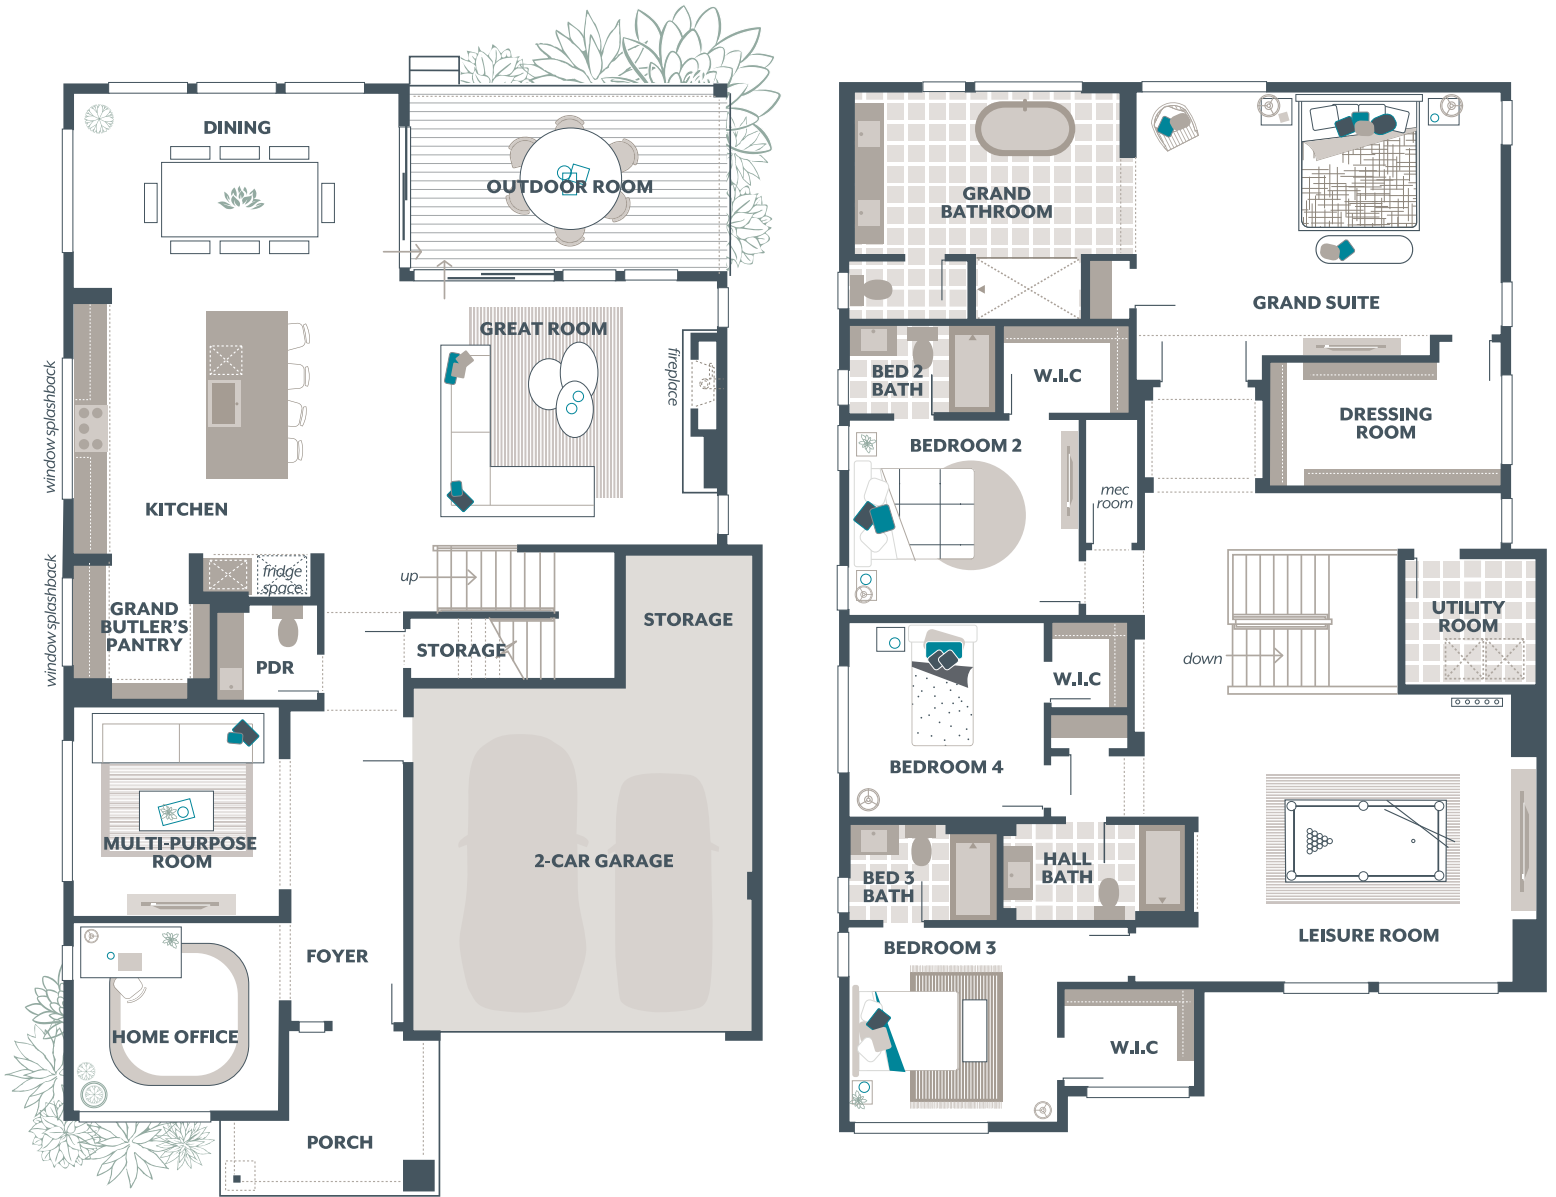 DINING
OUTDOOR ROOM
GREAT ROOM
fireplace
window splashback
KITCHEN
window splashback
fridge
space
up
GRAND
BUTLER'S
PANTRY
PDR
STORAGE
STORAGE
MULTI-PURPOSE
ROOM
2-CAR GARAGE
FOYER
HOME OFFICE
PORCH
GRAND
BATHROOM
GRAND SUITE
BED 2
BATH
W.I.C
DRESSING
ROOM
BEDROOM 2
mec
room
UTILITY
ROOM
down
W.I.C
BEDROOM 4
HALL
BATH
BED 3
BATH
LEISURE ROOM
BEDROOM 3
W.I.C